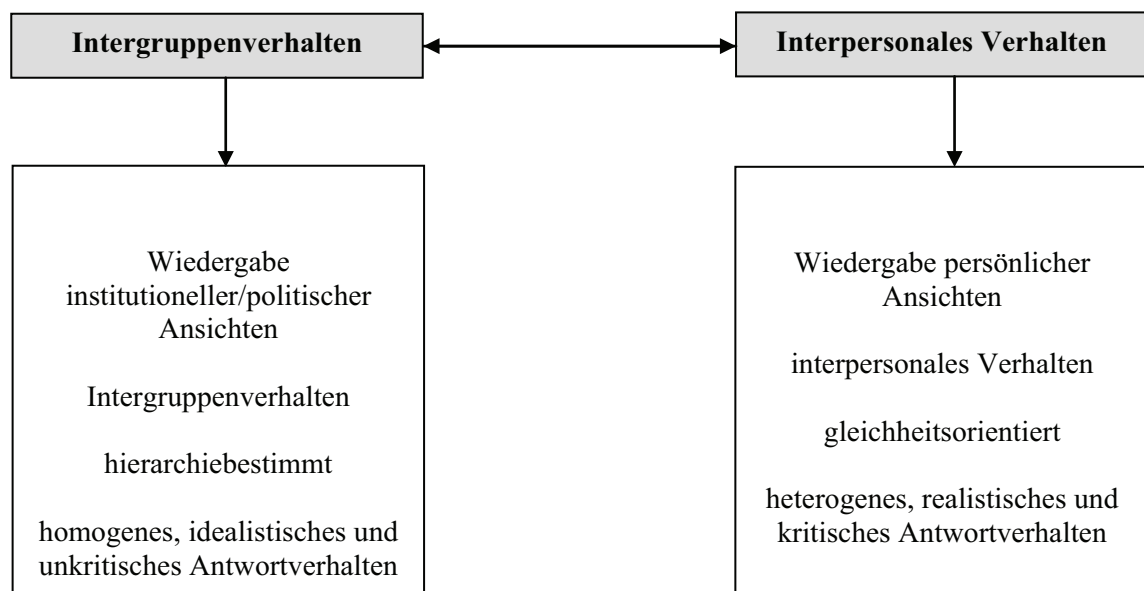 Intergruppenverhalten
Interpersonales Verhalten
Wiedergabe
institutioneller/politischer
Ansichten
Intergruppenverhalten
hierarchiebestimmt
homogenes, idealistisches und
unkritisches Antwortverhalten
Wiedergabe persönlicher
Ansichten
interpersonales Verhalten
gleichheitsorientiert
heterogenes, realistisches und
kritisches Antwortverhalten